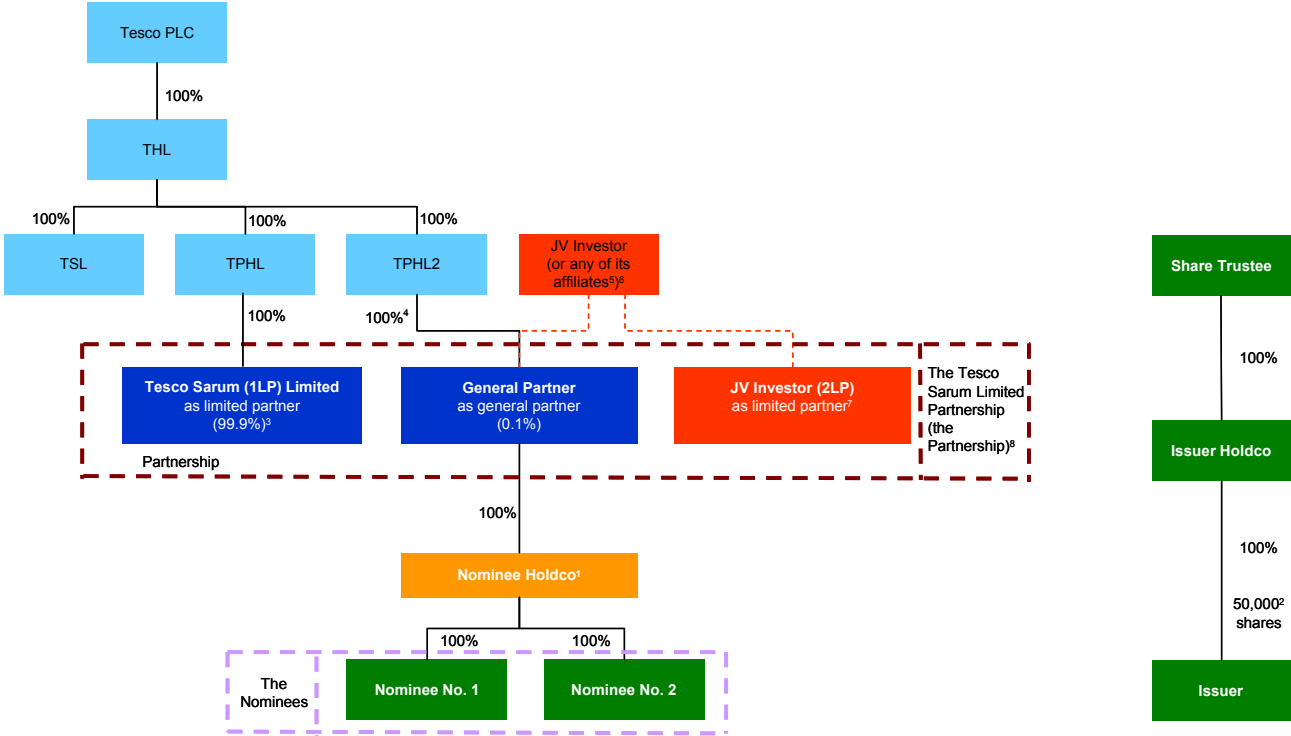 Tesco PLC
100%
THL
100%
100%
100%
TSL
TPHL
TPHL2
JV Investor
(or any of its
affiliates⁵)⁶
Share Trustee
100%
100%⁴
100%
Tesco Sarum (1LP) Limited
as limited partner
(99.9%)³
General Partner
as general partner
(0.1%)
JV Investor (2LP)
as limited partner⁷
The Tesco
Sarum Limited
Partnership
(the
Partnership)⁸
Partnership
Issuer Holdco
100%
Nominee Holdco¹
100%
50,000²
shares
100%
100%
The
Nominees
Nominee No. 1
Nominee No. 2
Issuer